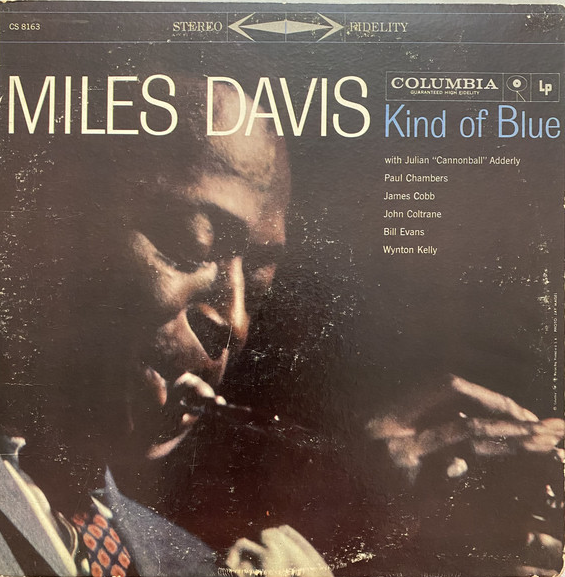 CS 8163
STEREO FIDELITY
MILES DAVIS
COLUMBIA
GUARANTEED HIGH FIDELITY
Lp
Kind of Blue
with Julian "Cannonball" Adderly
Paul Chambers
James Cobb
John Coltrane
Bill Evans
Wynton Kelly